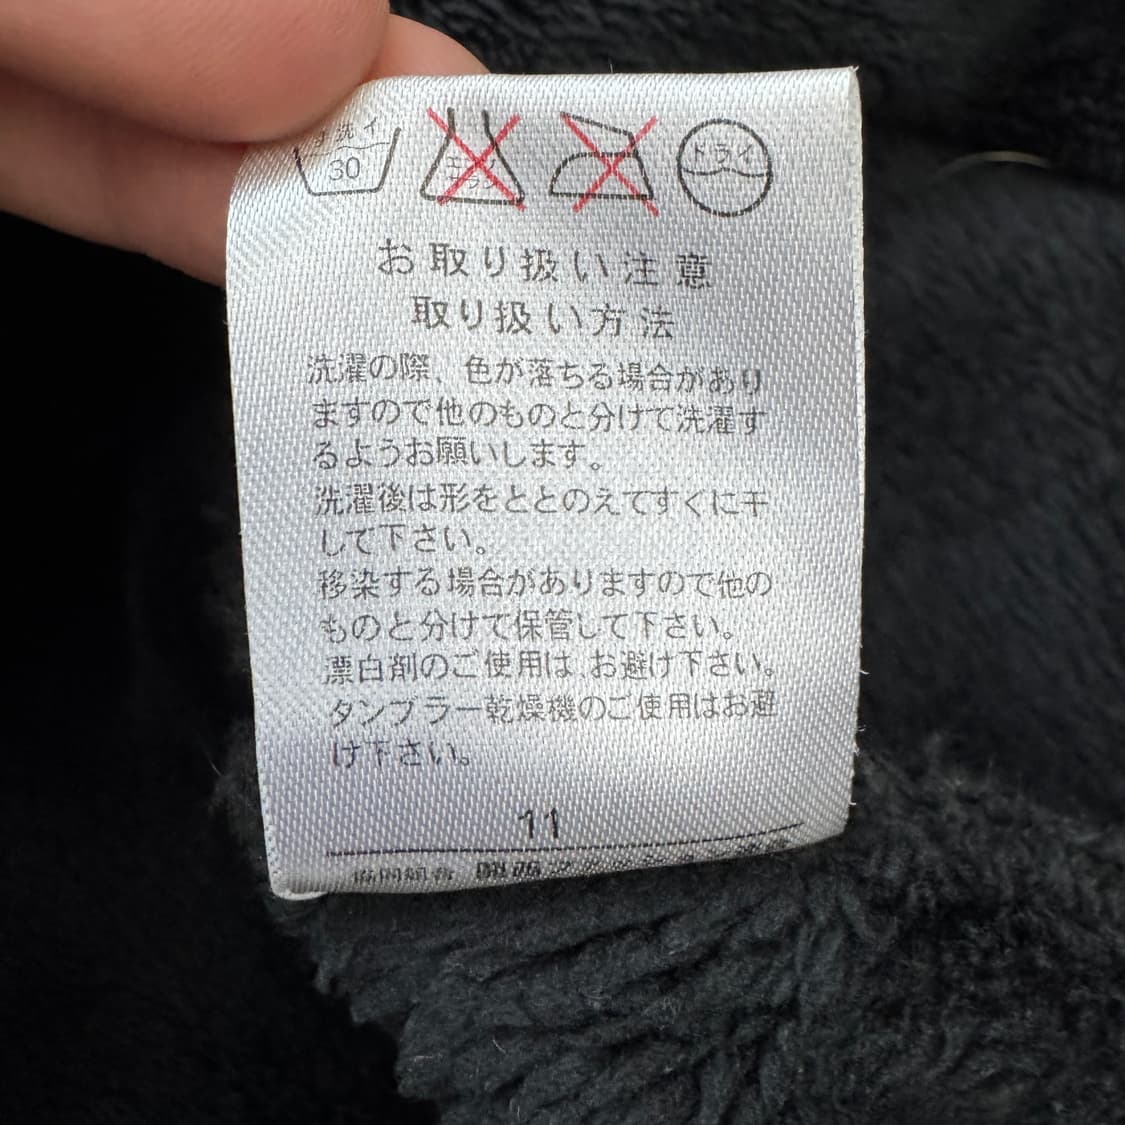 手洗イ
30
エンソ
サラシ
ドライ
お取り扱い注意
取り扱い方法
洗濯の際、色が落ちる場合があり
ますので他のものと分けて洗濯す
るようお願いします。
洗濯後は形をととのえてすぐに干
して下さい。
移染する場合がありますので他の
ものと分けて保管して下さい。
漂白剤のご使用は、お避け下さい。
タンブラー乾燥機のご使用はお避
け下さい。
11